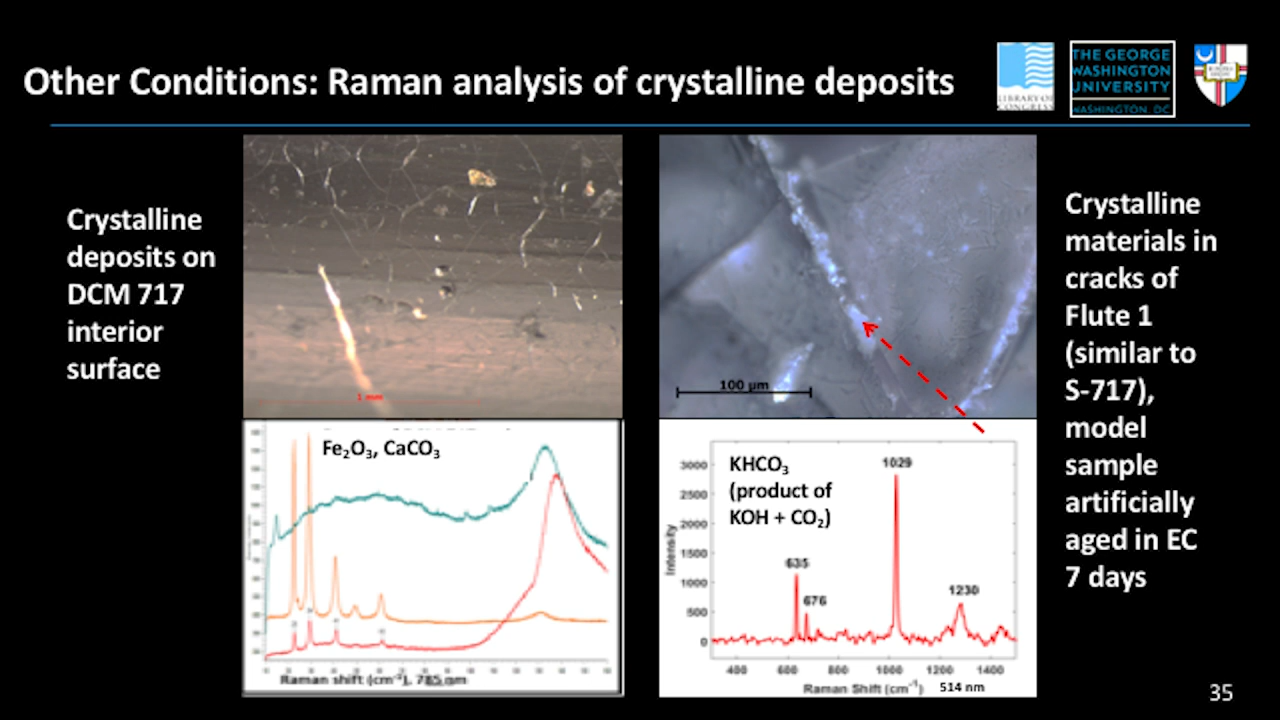 Other Conditions: Raman analysis of crystalline deposits
LIBRARY OF
CONGRESS
THE GEORGE
WASHINGTON
UNIVERSITY
WASHINGTON, DC
Crystalline
deposits on
DCM 717
interior
surface
1 mm
100 µm
Crystalline
materials in
cracks of
Flute 1
(similar to
S-717),
model
sample
artificially
aged in EC
7 days
Fe₂O₃, CaCO₃
Raman shift (cm⁻¹), 785 nm
KHCO₃
(product of
KOH + CO₂)
1029
635
676
1230
Intensity
3000
2500
2000
1500
1000
500
0
400 600 800 1000 1200 1400
Raman Shift (cm⁻¹) 514 nm
35